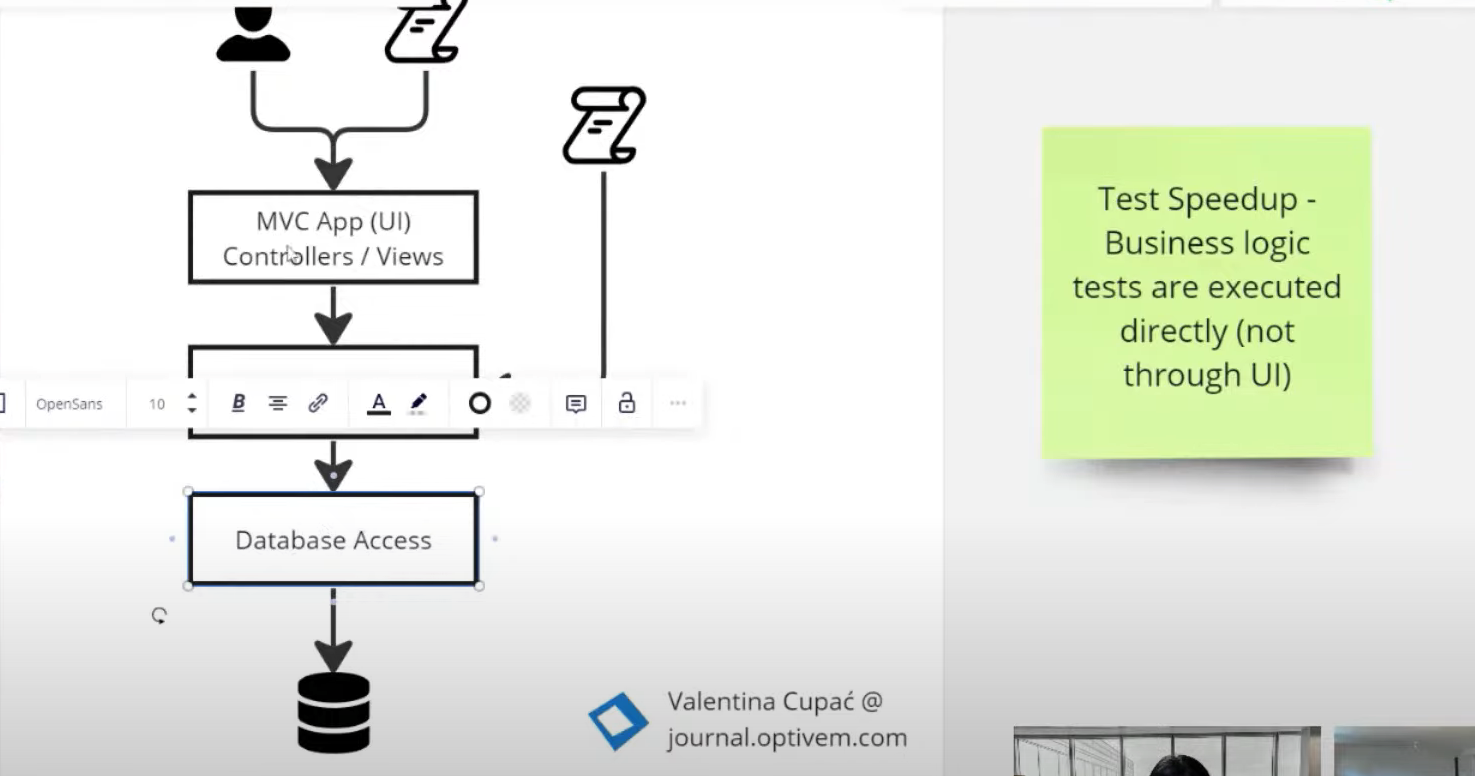 MVC App (UI)
Controllers / Views
OpenSans
10
B
A
Database Access
Test Speedup -
Business logic
tests are executed
directly (not
through UI)
Valentina Cupać @
journal.optivem.com